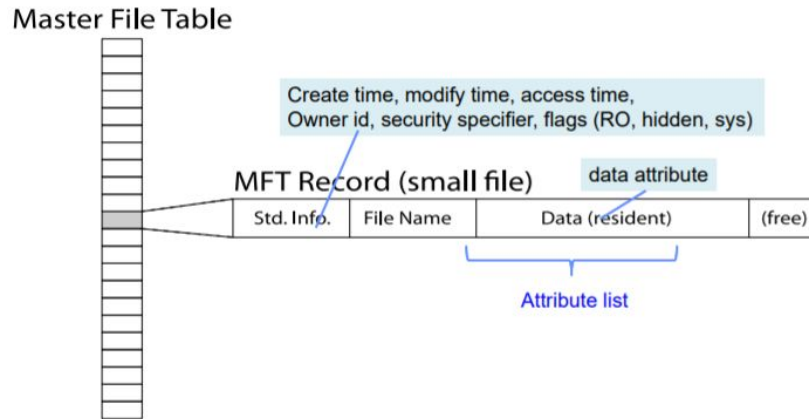 Master File Table
Create time, modify time, access time,
Owner id, security specifier, flags (RO, hidden, sys)
MFT Record (small file)
data attribute
Std. Info.
File Name
Data (resident)
(free)
Attribute list